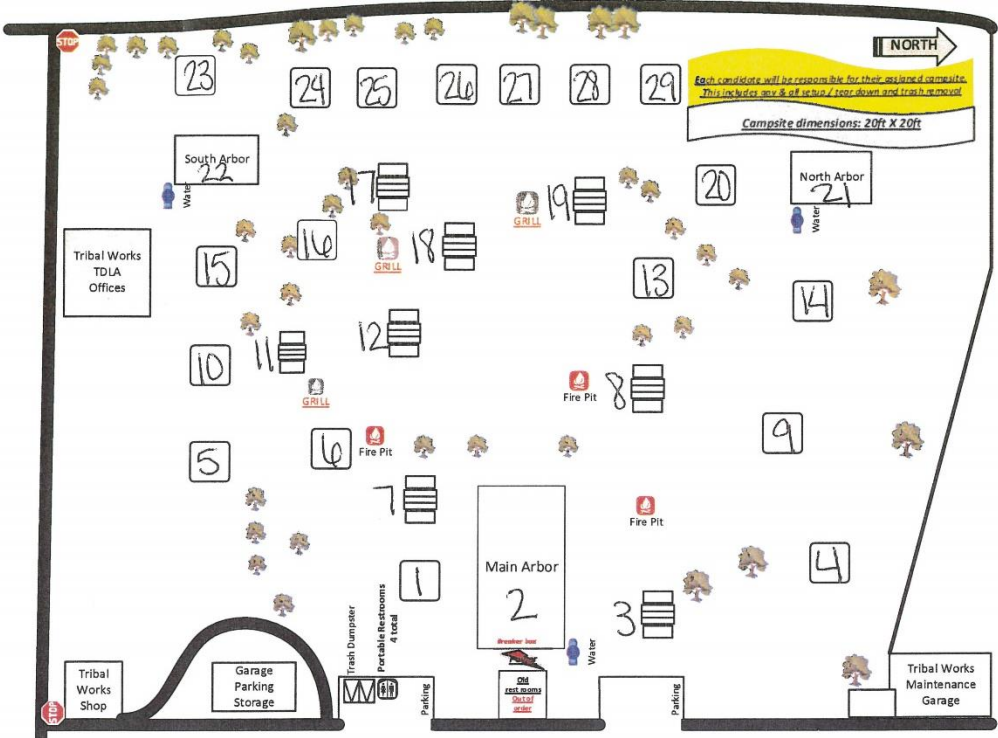 STOP
NORTH
23
24
25
26
27
28
29
Each candidate will be responsible for their assigned campsite.
This includes any & all setup / tear down and trash removal
Campsite dimensions: 20ft X 20ft
South Arbor
22
Water
17
GRILL
19
20
North Arbor
21
Water
Tribal Works
TDLA
Offices
15
16
GRILL
18
13
14
10
11
12
GRILL
Fire Pit
8
9
5
6
Fire Pit
7
Fire Pit
1
Main Arbor
2
Breaker box
3
4
Water
Trash Dumpster
Portable Restrooms
4 total
Tribal
Works
Shop
Garage
Parking
Storage
Parking
Old
rest rooms
Out of
order
Parking
Tribal Works
Maintenance
Garage
STOP